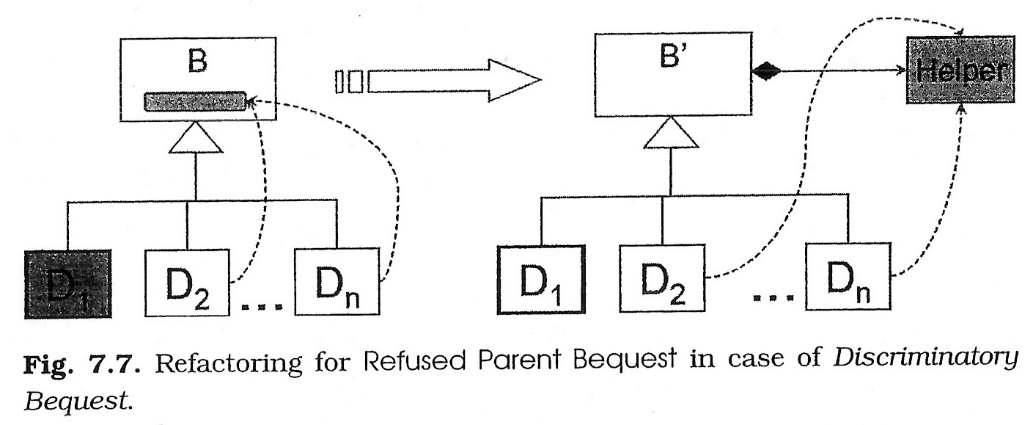 B
B'
Helper
D1
D2
...
Dn
D1
D2
...
Dn
Fig. 7.7. Refactoring for Refused Parent Bequest in case of Discriminatory
Bequest.